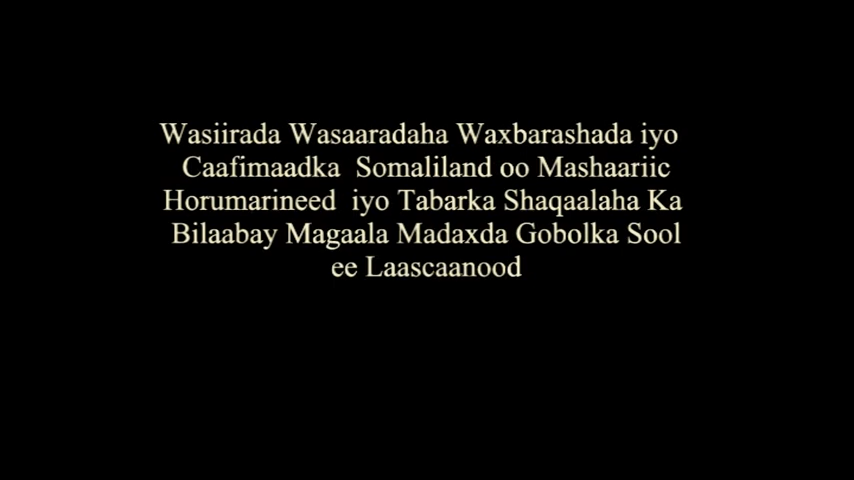 Wasiirada Wasaaradaha Waxbarashada iyo
Caafimaadka  Somaliland oo Mashaariic
Horumarineed  iyo Tabarka Shaqaalaha Ka
Bilaabay Magaala Madaxda Gobolka Sool
ee Laascaanood